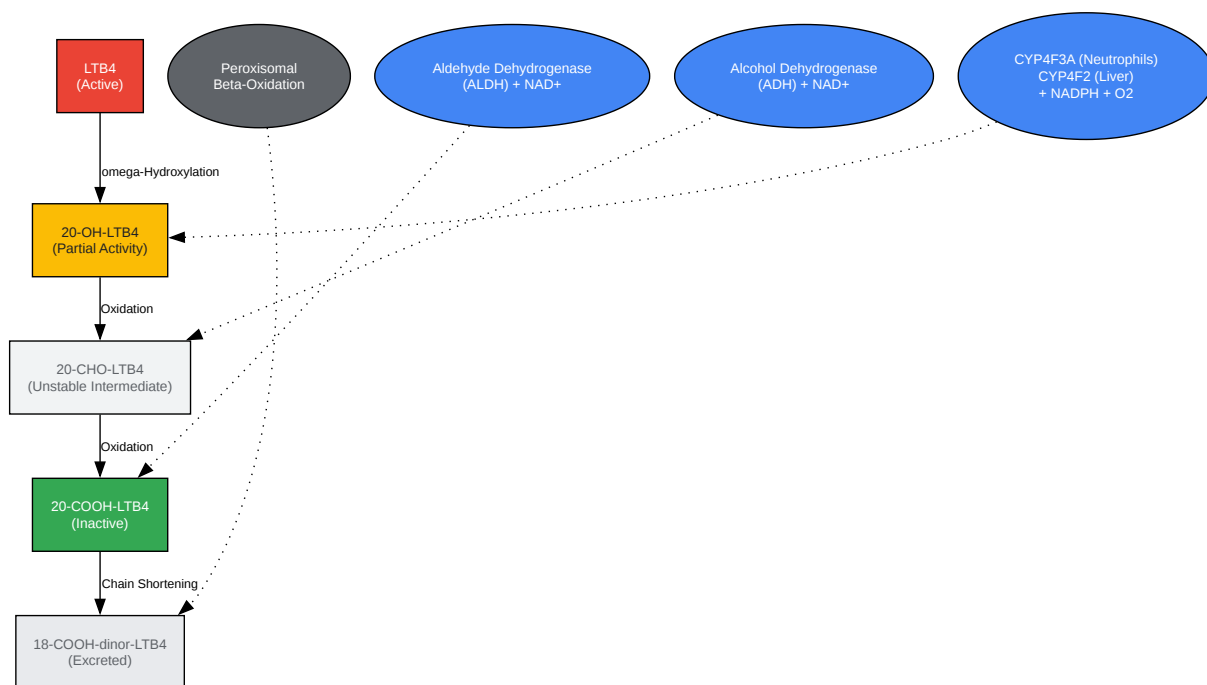 LTB4
(Active)
Peroxisomal
Beta-Oxidation
Aldehyde Dehydrogenase
(ALDH) + NAD+
Alcohol Dehydrogenase
(ADH) + NAD+
CYP4F3A (Neutrophils)
CYP4F2 (Liver)
+ NADPH + O2
omega-Hydroxylation
20-OH-LTB4
(Partial Activity)
Oxidation
20-CHO-LTB4
(Unstable Intermediate)
Oxidation
20-COOH-LTB4
(Inactive)
Chain Shortening
18-COOH-dinor-LTB4
(Excreted)